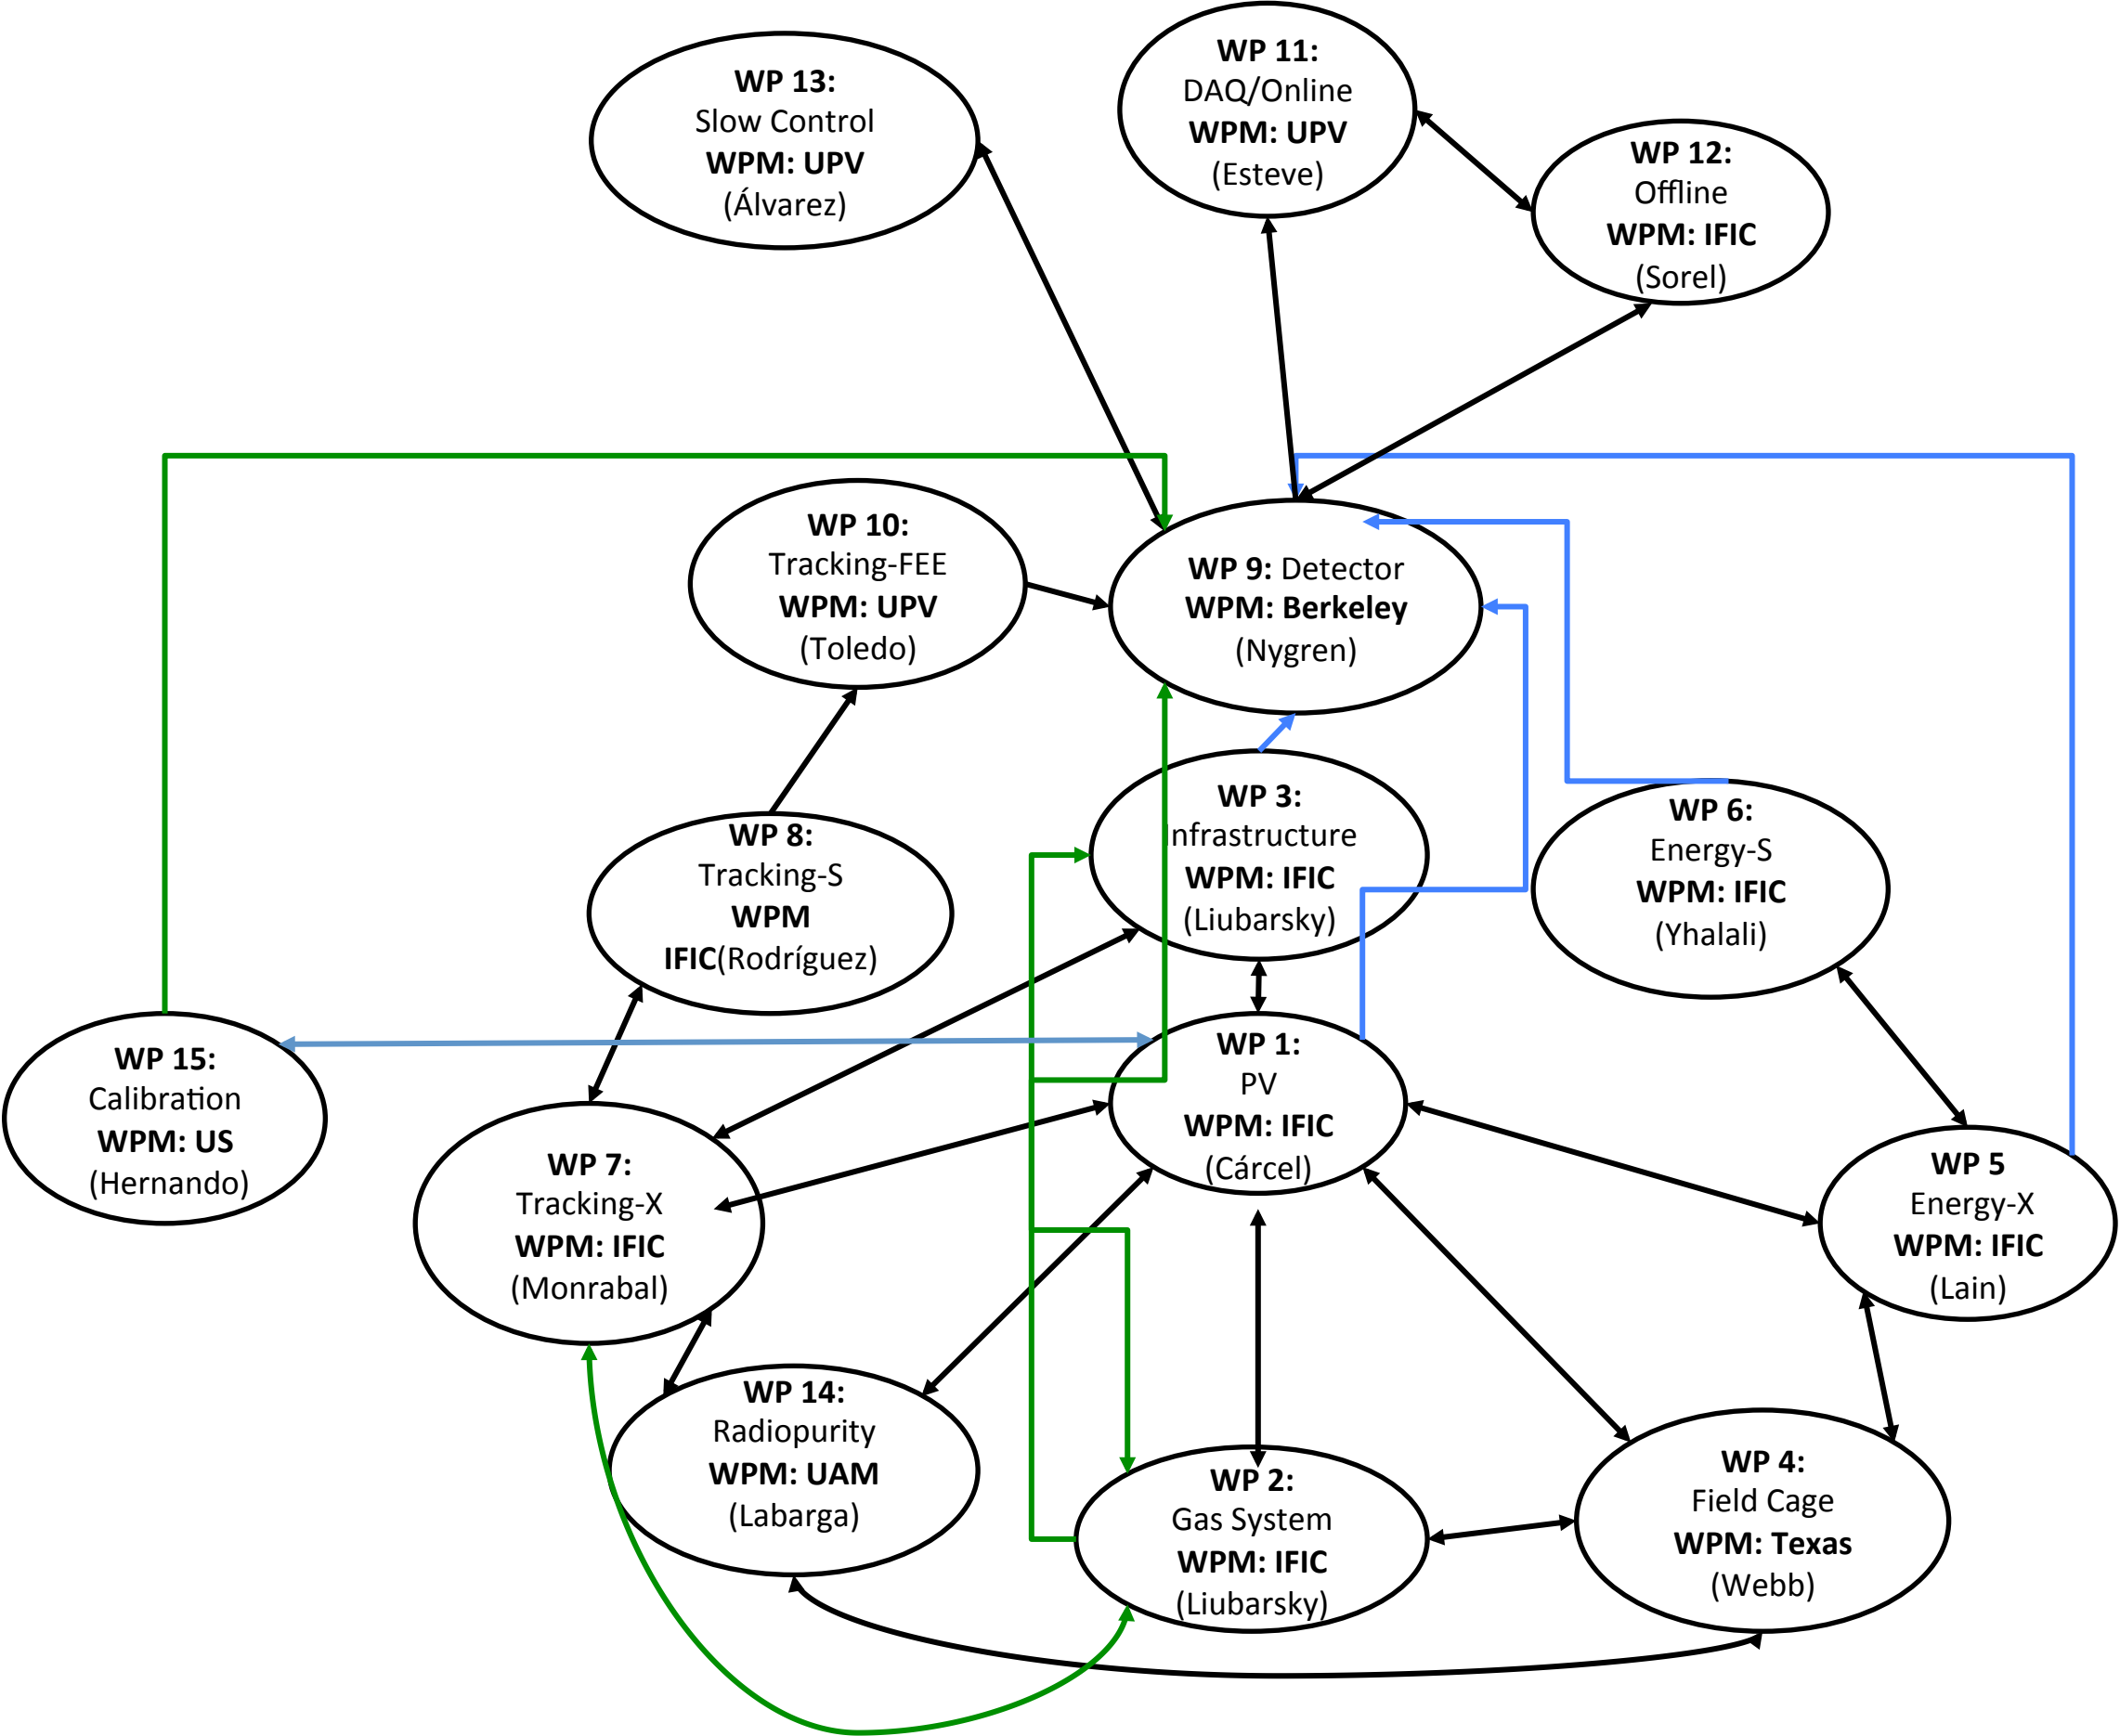 WP 11:
DAQ/Online
WPM: UPV
(Esteve)
WP 13:
Slow Control
WPM: UPV
(Álvarez)
WP 12:
Offline
WPM: IFIC
(Sorel)
WP 10:
Tracking-FEE
WPM: UPV
(Toledo)
WP 9: Detector
WPM: Berkeley
(Nygren)
WP 3:
Infrastructure
WPM: IFIC
(Liubarsky)
WP 6:
Energy-S
WPM: IFIC
(Yhalali)
WP 8:
Tracking-S
WPM
IFIC(Rodríguez)
WP 15:
Calibration
WPM: US
(Hernando)
WP 1:
PV
WPM: IFIC
(Cárcel)
WP 7:
Tracking-X
WPM: IFIC
(Monrabal)
WP 5
Energy-X
WPM: IFIC
(Lain)
WP 14:
Radiopurity
WPM: UAM
(Labarga)
WP 2:
Gas System
WPM: IFIC
(Liubarsky)
WP 4:
Field Cage
WPM: Texas
(Webb)